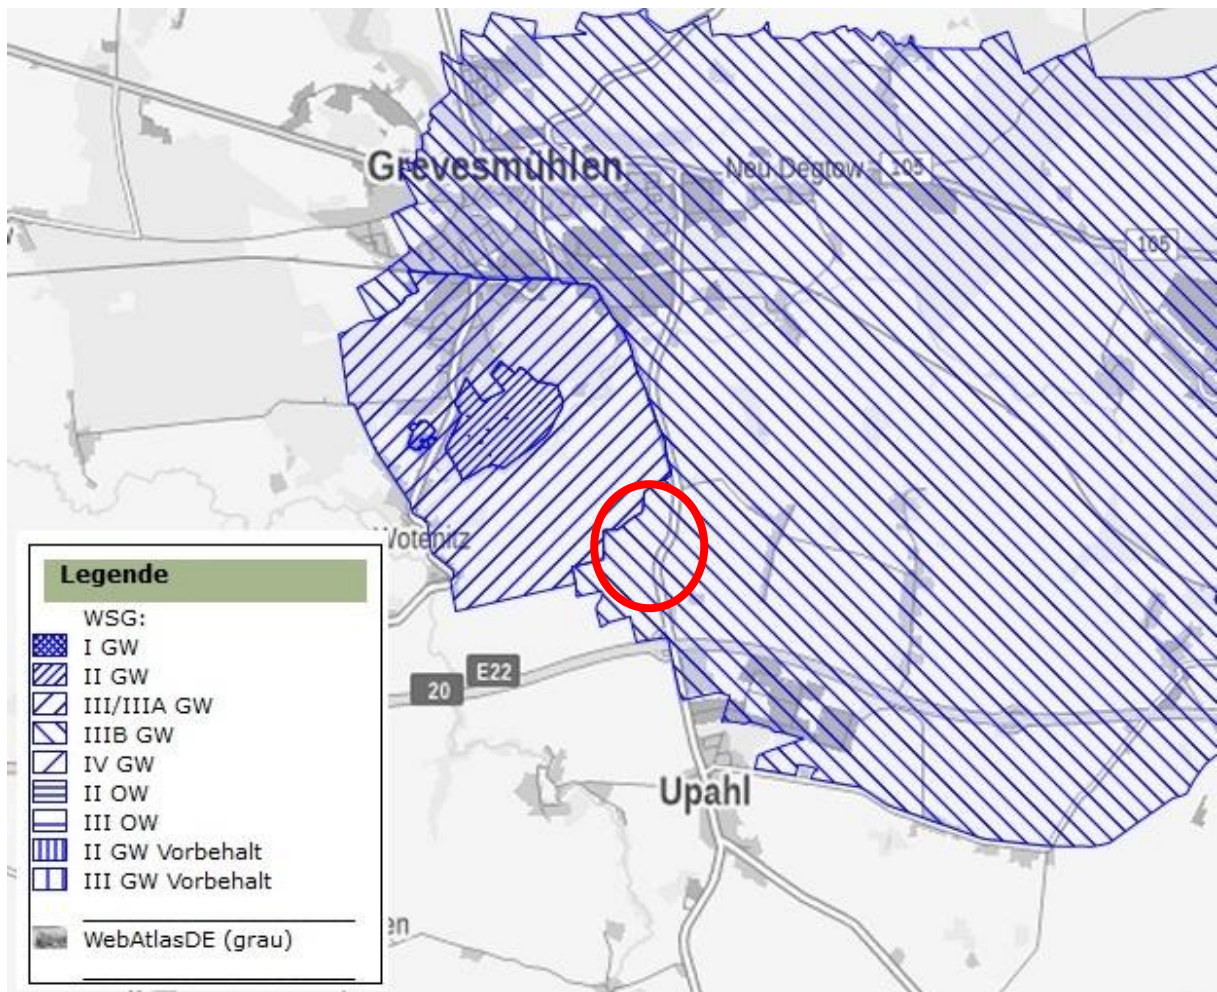 Grevesmühlen
Neu Degtow
105
105
Wotenitz
E22
20
Upahl
en
Legende
WSG:
I GW
II GW
III/IIIA GW
IIIB GW
IV GW
II OW
III OW
II GW Vorbehalt
III GW Vorbehalt
WebAtlasDE (grau)